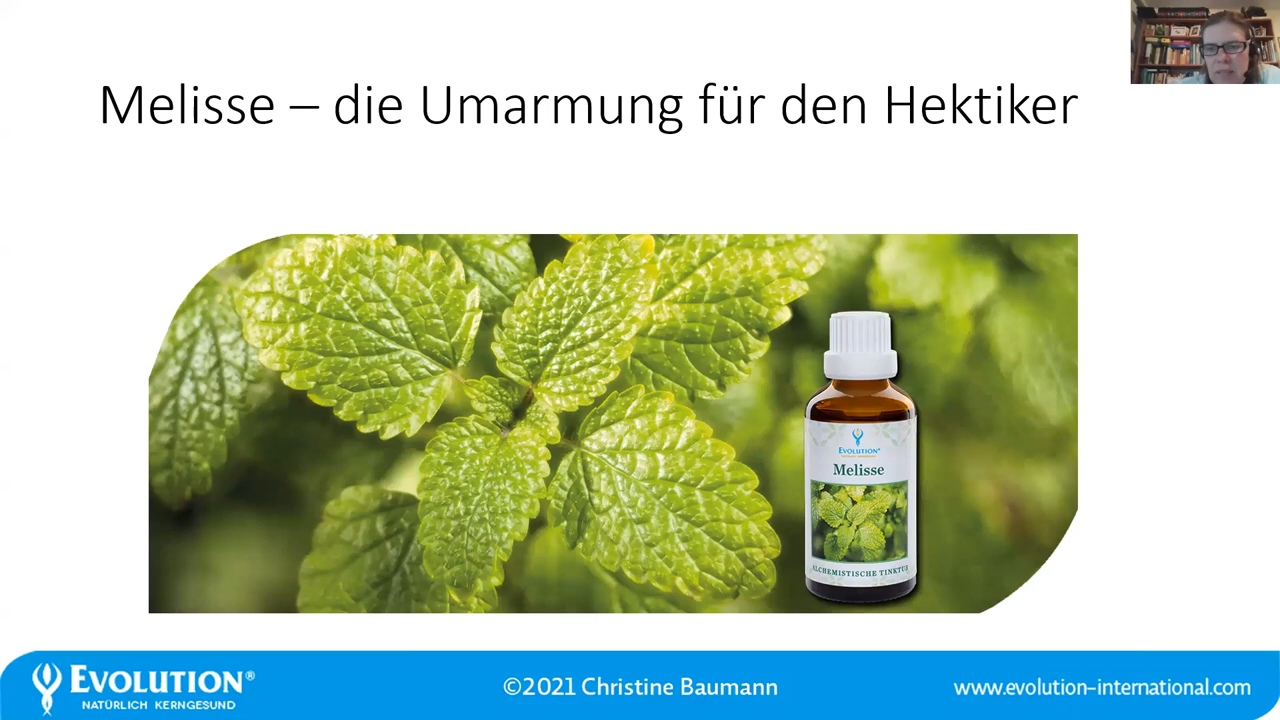 Melisse – die Umarmung für den Hektiker
EVOLUTION®
Melisse
ALCHEMISTISCHE TINKTUR
EVOLUTION®
NATÜRLICH KERNGESUND
©2021 Christine Baumann
www.evolution-international.com